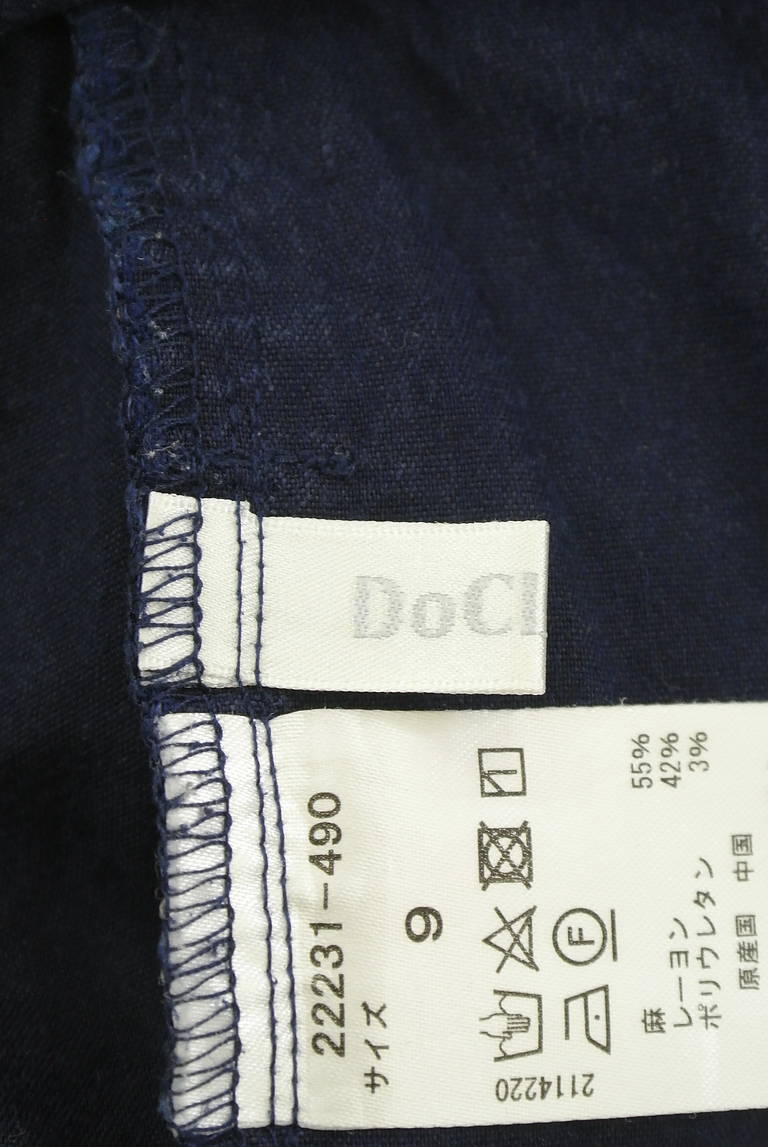 DoCl
22231-490
サイズ 9
F
麻 55%
レーヨン 42%
ポリウレタン 3%
原産国 中国
2114220